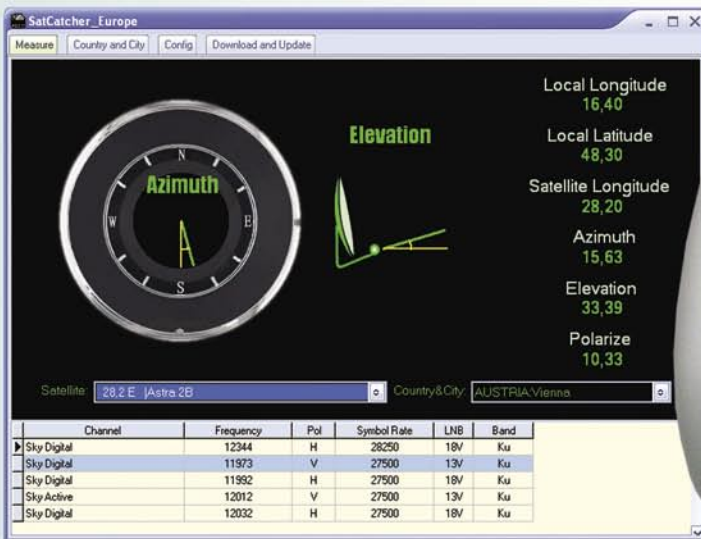 SatCatcher_Europe
Measure Country and City Config Download and Update
Local Longitude
16,40
Local Latitude
48,30
Satellite Longitude
28,20
Azimuth
15,63
Elevation
33,39
Polarize
10,33
Azimuth
N
W
E
S
Elevation
Satellite: 28,2 E |Astra 2B Country&City: AUSTRIA:Vienna
Channel Frequency Pol Symbol Rate LNB Band
Sky Digital 12344 H 28250 18V Ku
Sky Digital 11973 V 27500 13V Ku
Sky Digital 11992 H 27500 18V Ku
Sky Active 12012 V 27500 13V Ku
Sky Digital 12032 H 27500 18V Ku